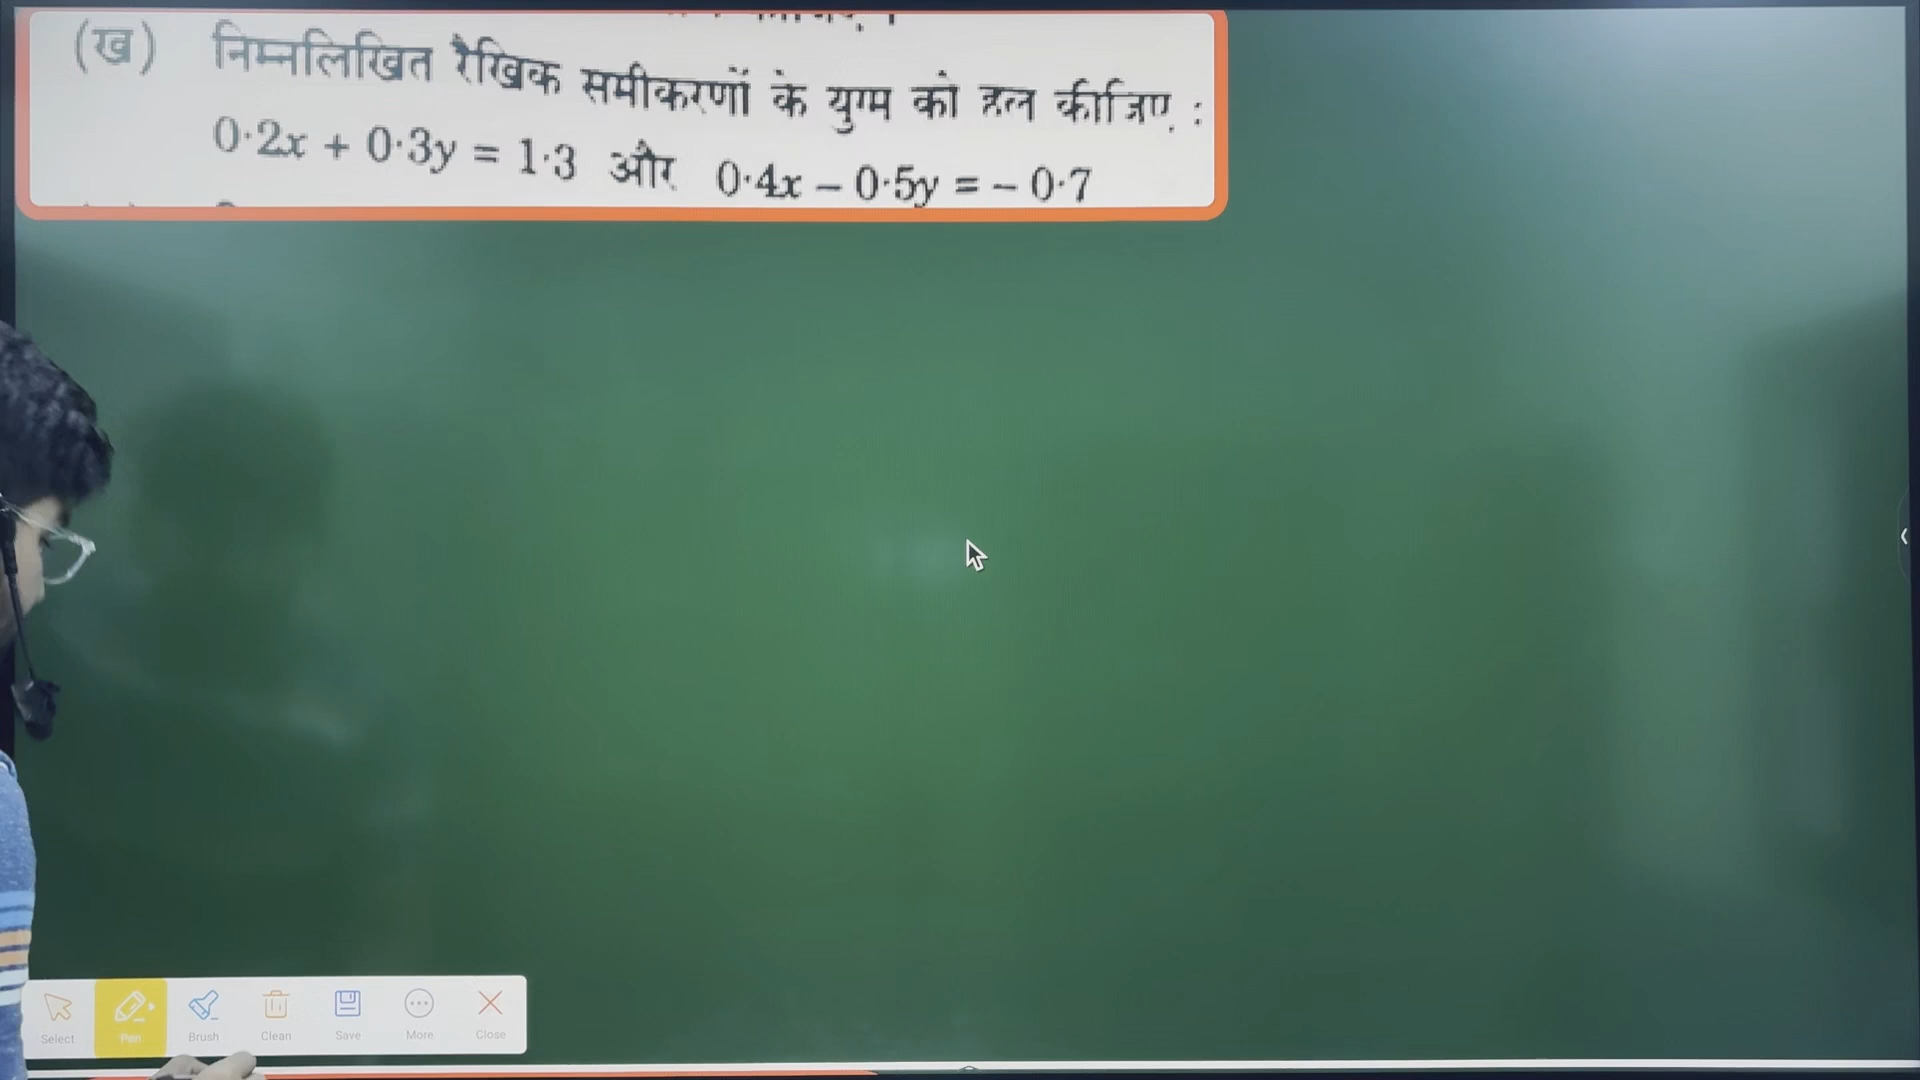 (ख) निम्नलिखित रैखिक समीकरणों के युग्म को हल कीजिए :
0·2x + 0·3y = 1·3 और 0·4x – 0·5y = – 0·7
Select Pen Brush Clean Save More Close